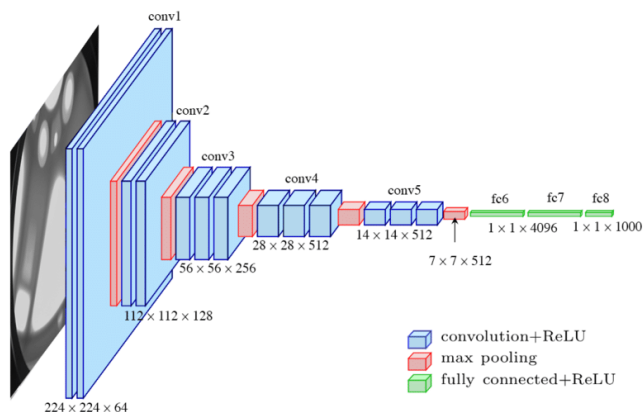 conv1
conv2
conv3
conv4
conv5
fc6
fc7
fc8
1 × 1 × 4096
1 × 1 × 1000
14 × 14 × 512
28 × 28 × 512
7 × 7 × 512
56 × 56 × 256
112 × 112 × 128
224 × 224 × 64
convolution+ReLU
max pooling
fully connected+ReLU